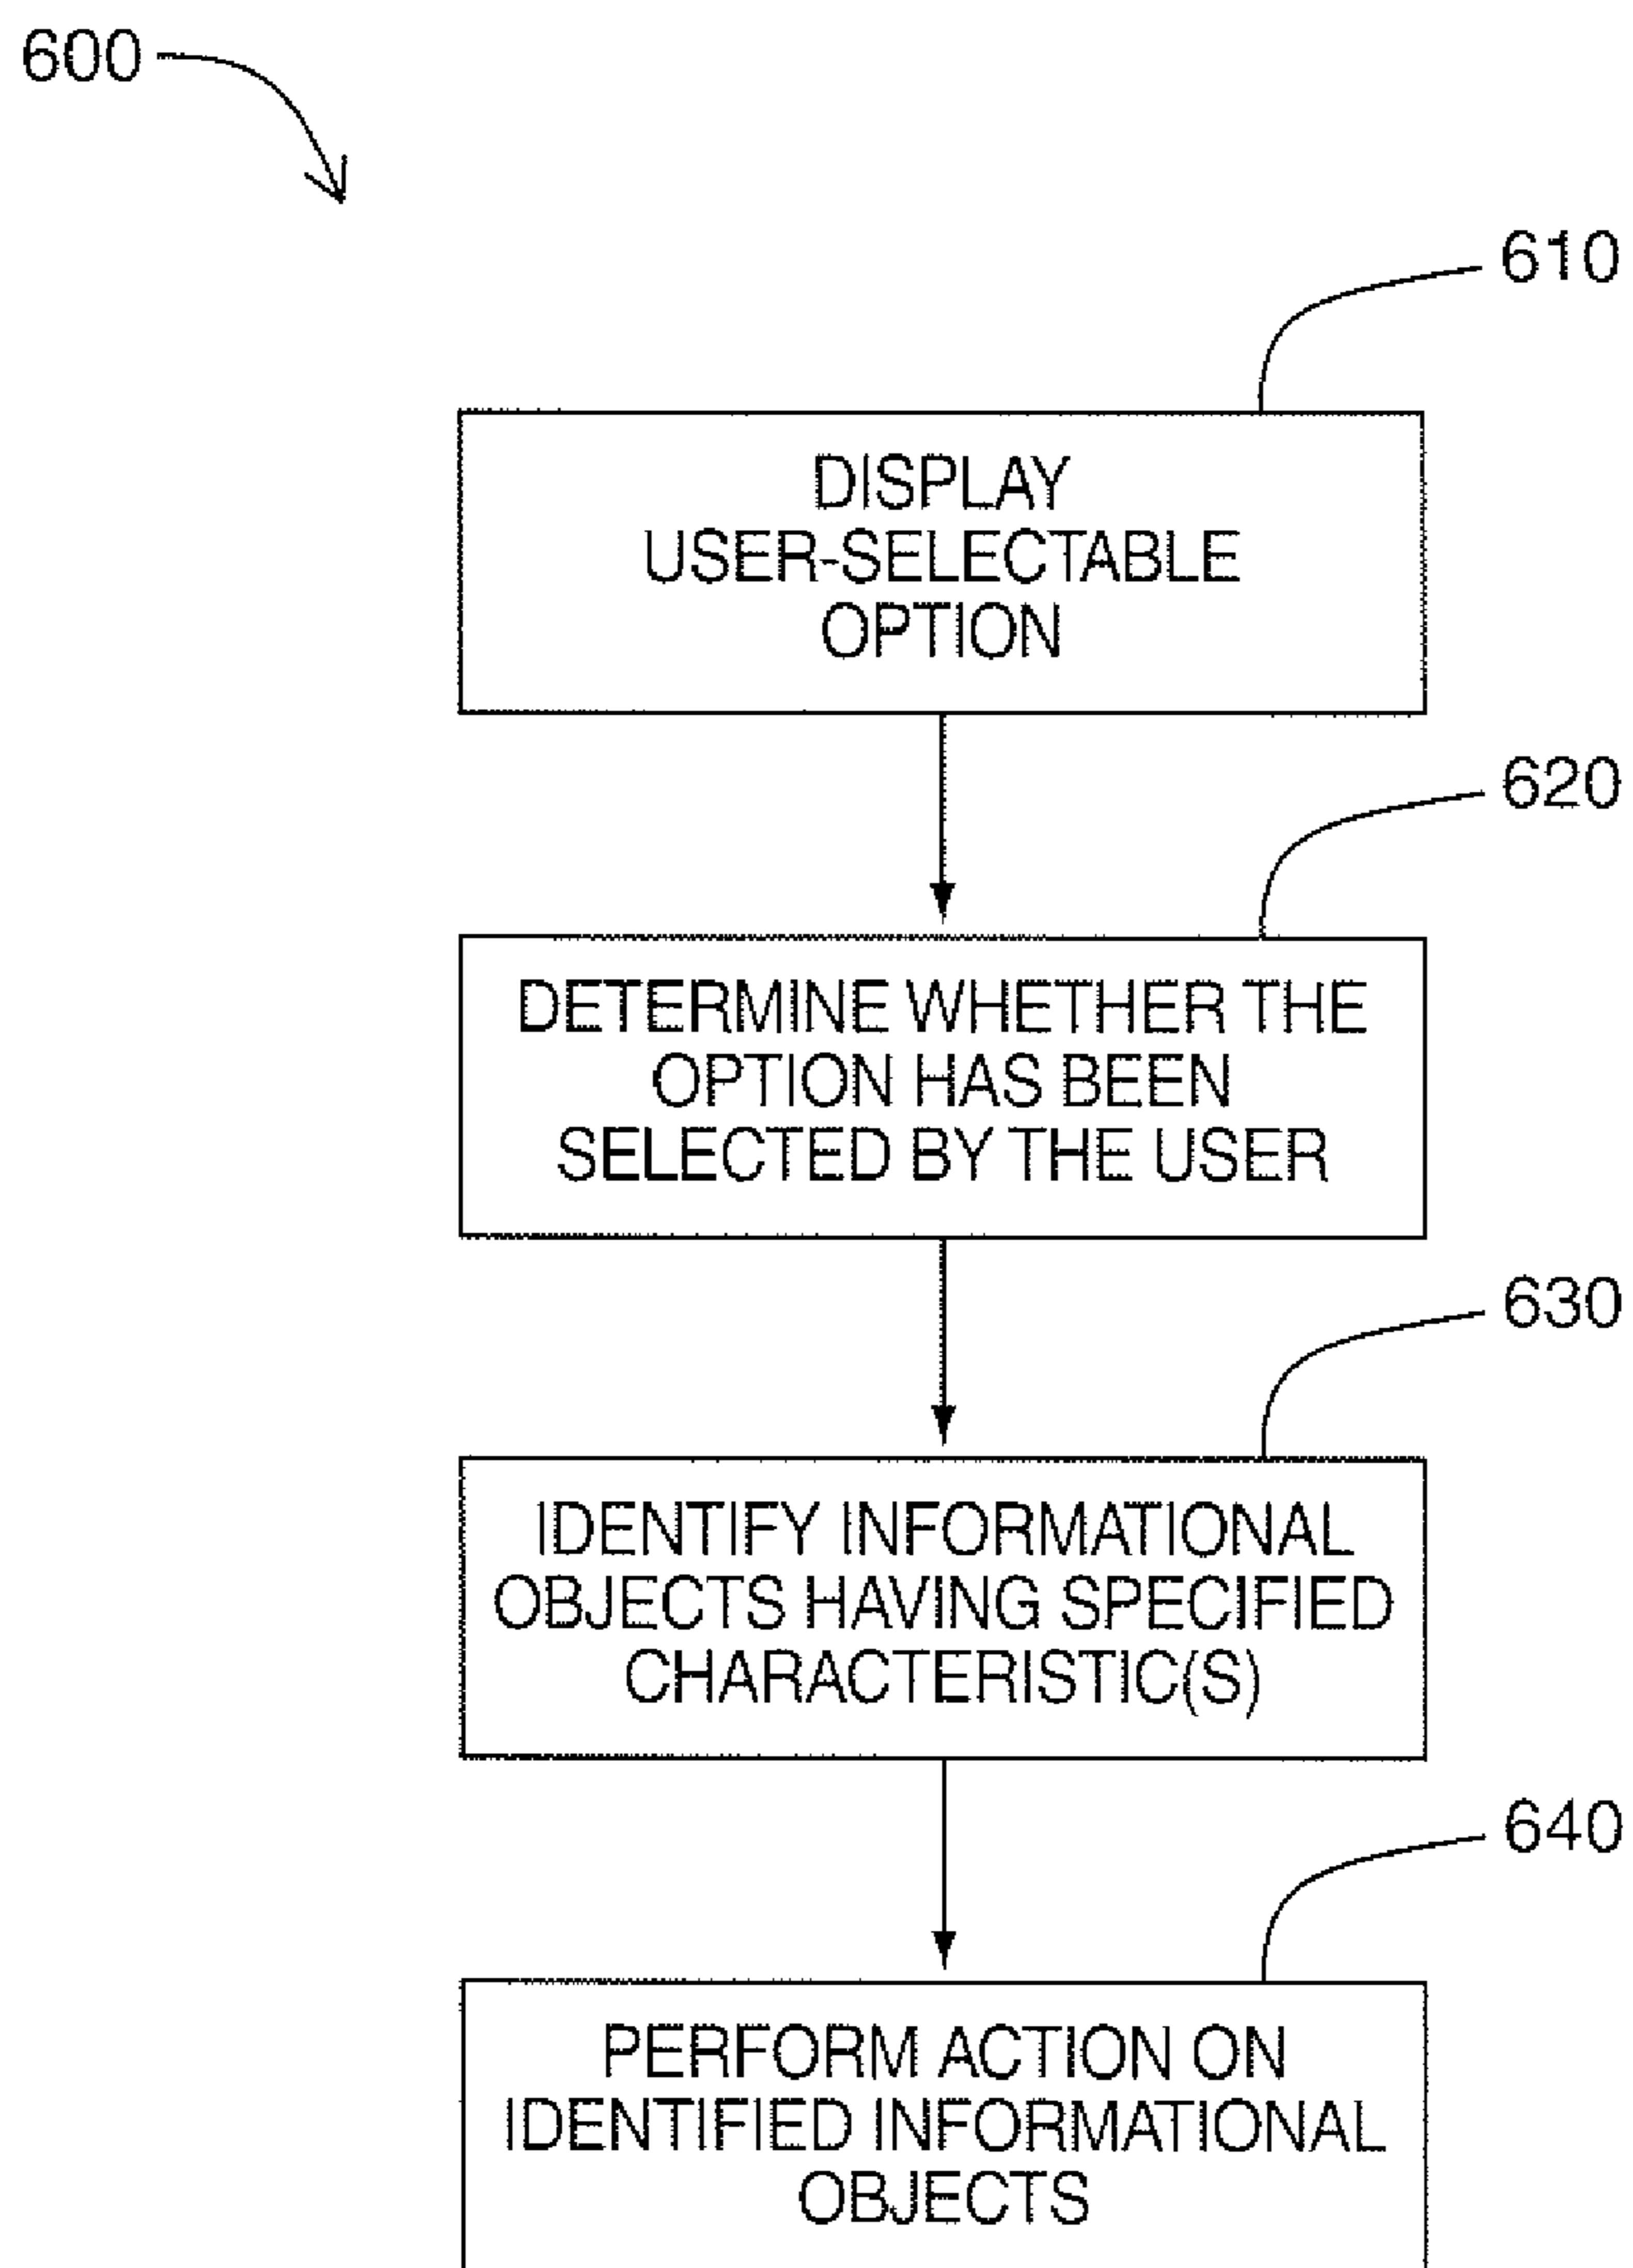 600
610
DISPLAY
USER-SELECTABLE
OPTION
620
DETERMINE WHETHER THE
OPTION HAS BEEN
SELECTED BY THE USER
630
IDENTIFY INFORMATIONAL
OBJECTS HAVING SPECIFIED
CHARACTERISTIC(S)
640
PERFORM ACTION ON
IDENTIFIED INFORMATIONAL
OBJECTS